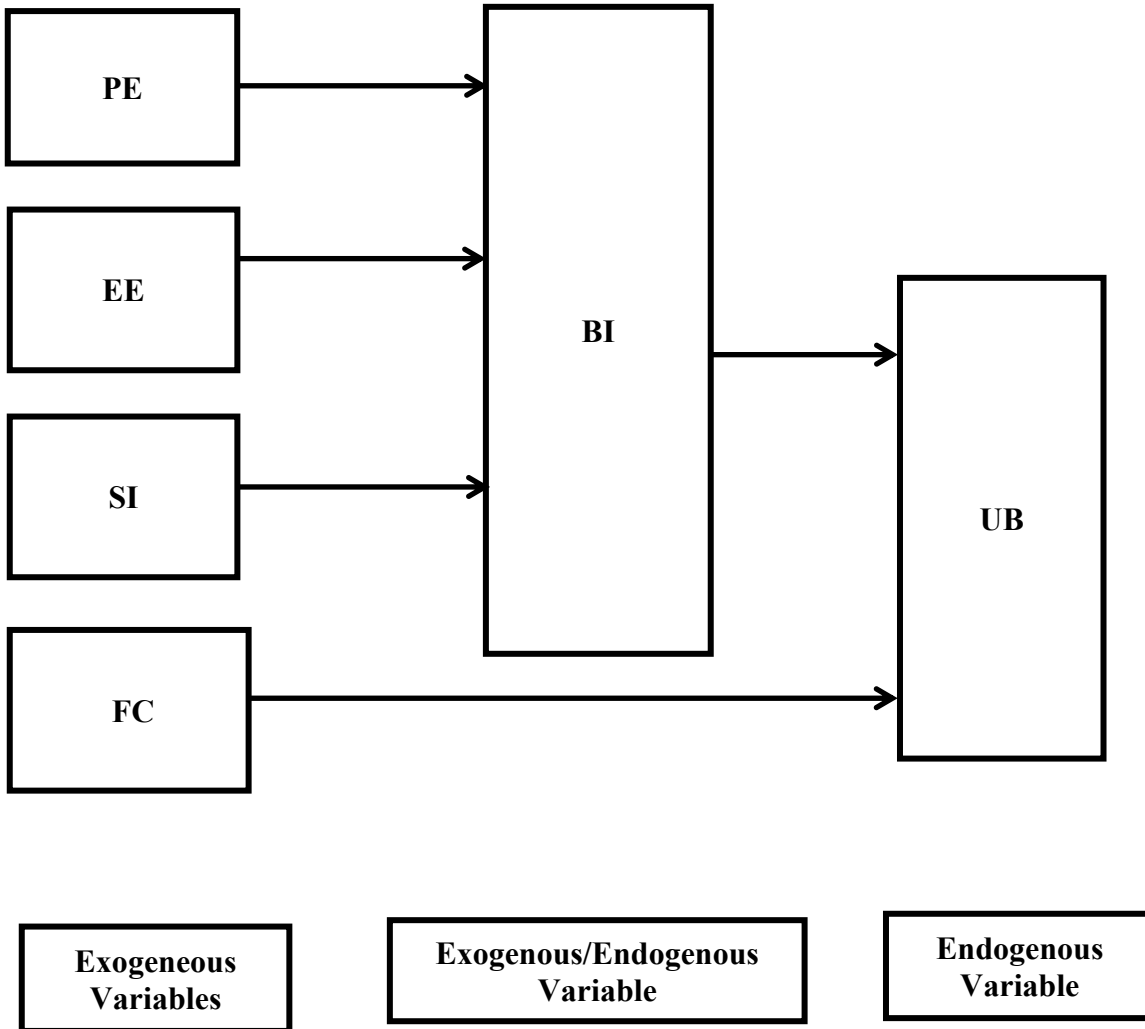 PE
EE
BI
SI
UB
FC
Exogeneous
Variables
Exogenous/Endogenous
Variable
Endogenous
Variable